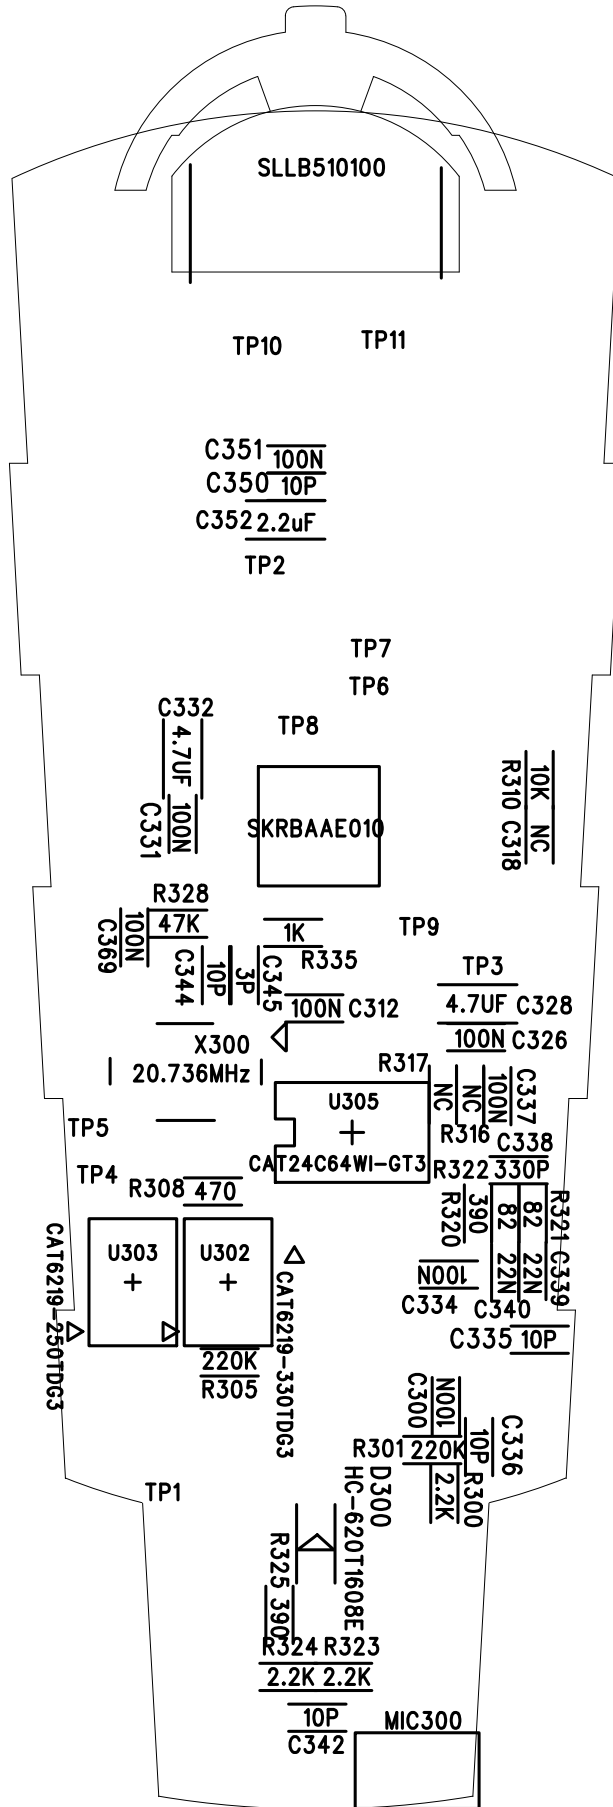 SLLB510100
TP10
TP11
C351
100N
C350
10P
C352
2.2uF
TP2
TP7
TP6
C332
TP8
4.7UF
C331
100N
SKRBAAE010
R310
10K
C318
NC
R328
47K
C369
100N
TP9
1K
R335
C344
10P
3P
C345
TP3
4.7UF
C328
100N
C312
100N
C326
X300
20.736MHz
R317
NC
NC
100N
C337
U305
R316
TP5
CAT24C64WI-GT3
C338
R322
330P
TP4
R308
470
R320
390
82
82
R321
U303
U302
CAT6219-250TDG3
CAT6219-330TDG3
100N
C334
22N
22N
C339
C340
C335
10P
220K
R305
C300
100N
R301
220K
10P
C336
2.2K
R300
TP1
D300
HC-620T1608E
R325
390
R324
R323
2.2K
2.2K
10P
C342
MIC300